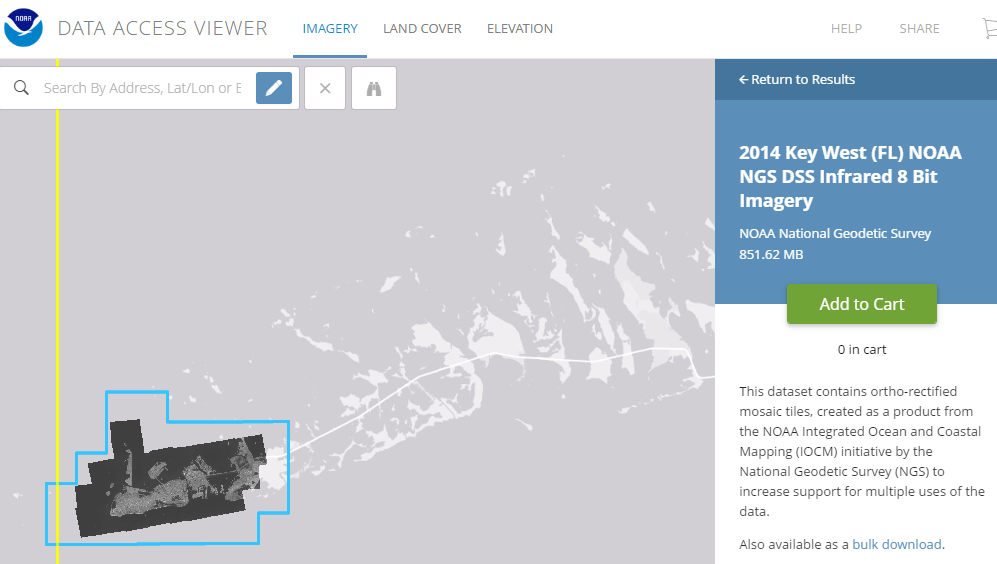 NOAA
DATA ACCESS VIEWER
IMAGERY
LAND COVER
ELEVATION
HELP
SHARE
Search By Address, Lat/Lon or E
Return to Results
2014 Key West (FL) NOAA
NGS DSS Infrared 8 Bit
Imagery
NOAA National Geodetic Survey
851.62 MB
Add to Cart
0 in cart
This dataset contains ortho-rectified
mosaic tiles, created as a product from
the NOAA Integrated Ocean and Coastal
Mapping (IOCM) initiative by the
National Geodetic Survey (NGS) to
increase support for multiple uses of the
data.
Also available as a bulk download.